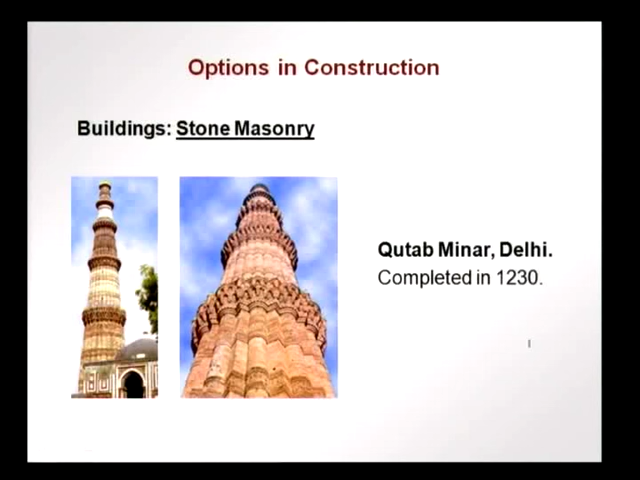 Options in Construction
Buildings: Stone Masonry
Qutab Minar, Delhi.
Completed in 1230.